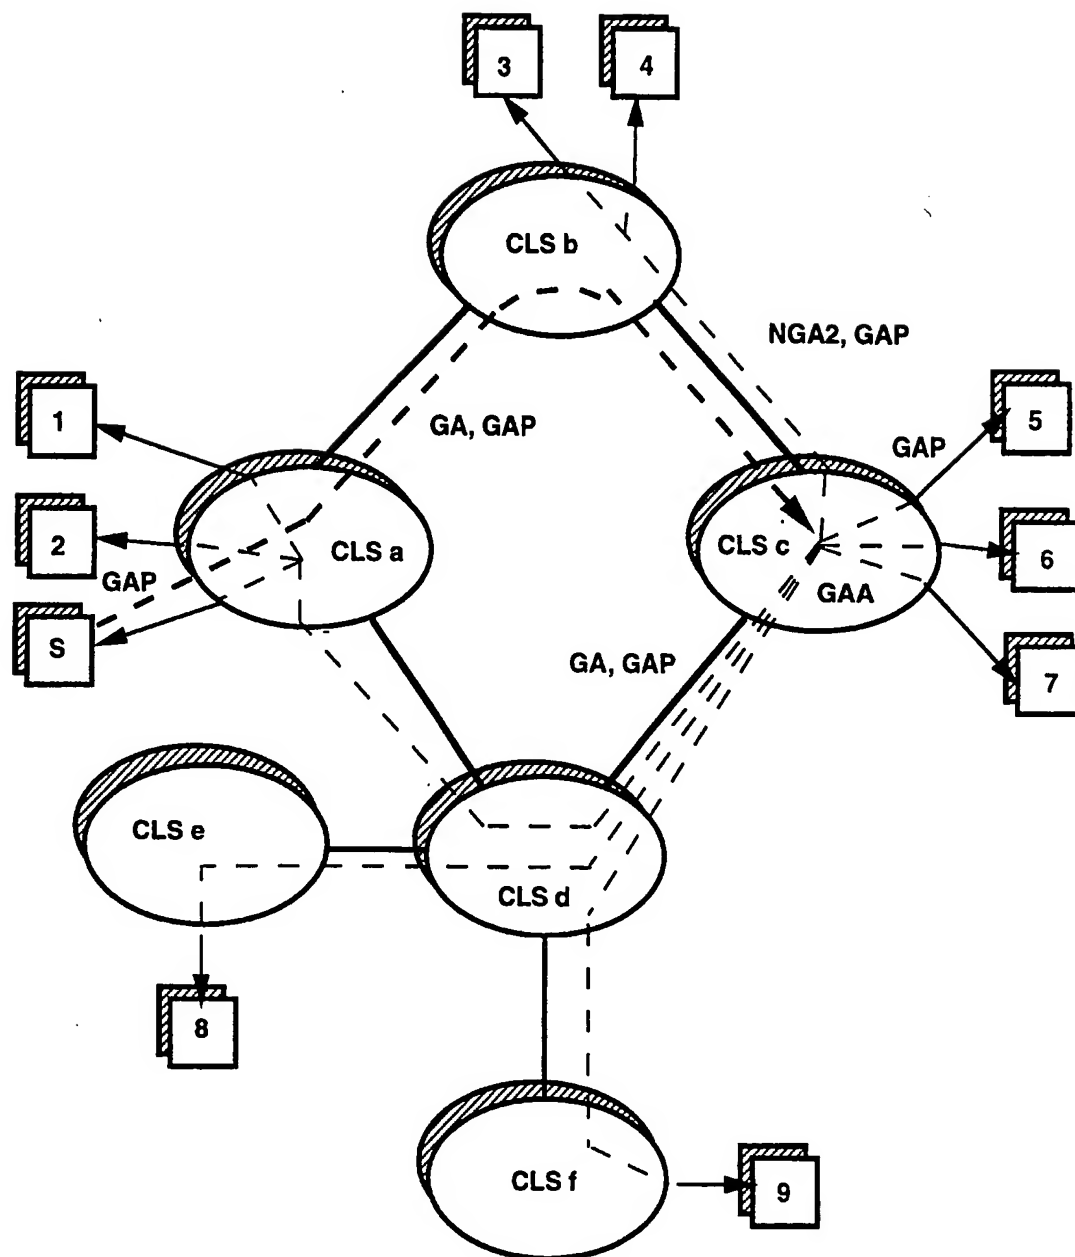 3
4
CLS b
NGA2, GAP
1
GA, GAP
5
GAP
2
CLS a
CLS c
6
GAP
GAA
S
GA, GAP
7
CLS e
CLS d
8
CLS f
9